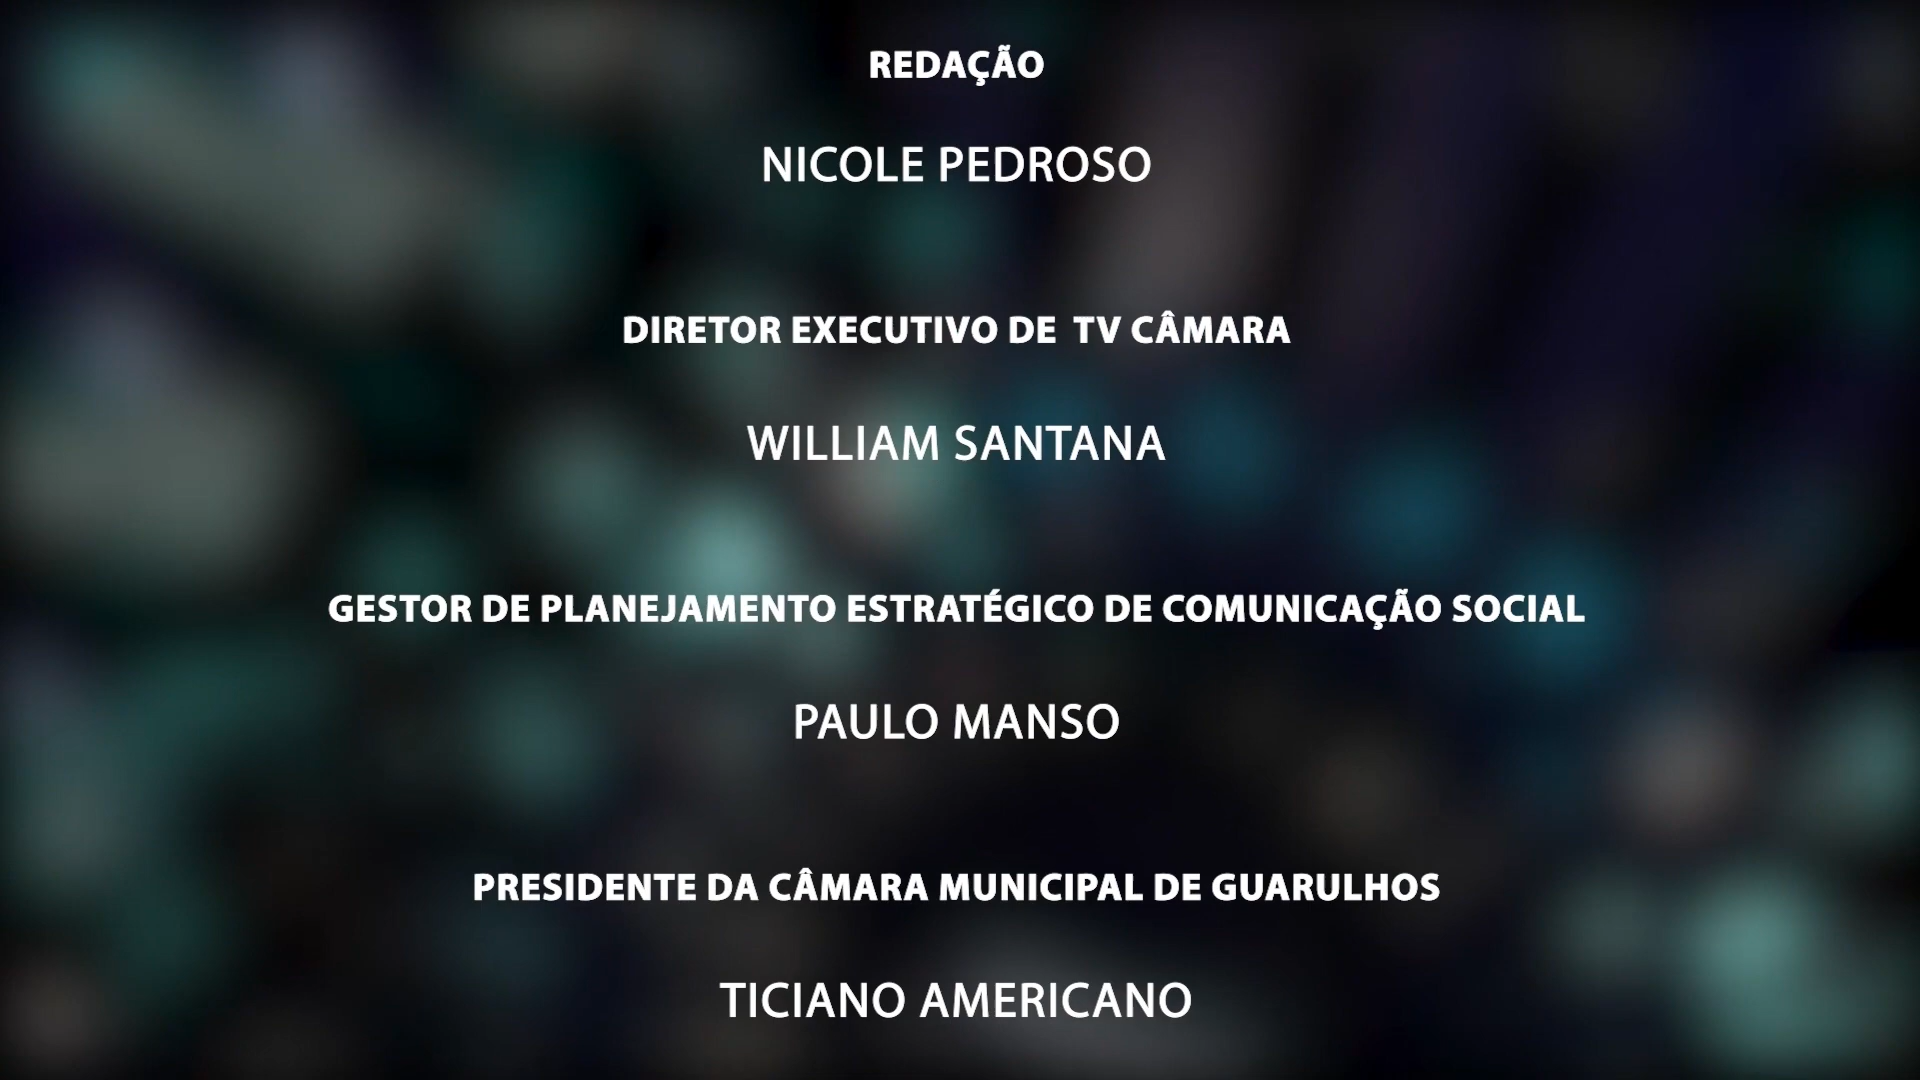 REDAÇÃO
NICOLE PEDROSO
DIRETOR EXECUTIVO DE  TV CÂMARA
WILLIAM SANTANA
GESTOR DE PLANEJAMENTO ESTRATÉGICO DE COMUNICAÇÃO SOCIAL
PAULO MANSO
PRESIDENTE DA CÂMARA MUNICIPAL DE GUARULHOS
TICIANO AMERICANO